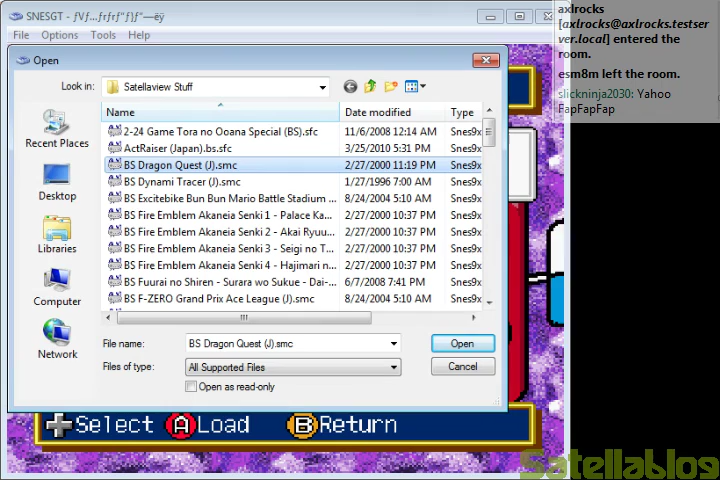 SNESGT - ƒVƒ...ƒrƒrƒ"ƒ}ƒ°—ëÿ
File Options Tools Help
Open
Look in: Satellaview Stuff
Name Date modified Type
2-24 Game Tora no Ooana Special (BS).sfc 11/6/2008 12:14 AM Snes9x
ActRaiser (Japan).bs.sfc 3/25/2010 5:31 PM Snes9x
BS Dragon Quest (J).smc 2/27/2000 11:19 PM Snes9x
BS Dynami Tracer (J).smc 1/27/1996 7:00 AM Snes9x
BS Excitebike Bun Bun Mario Battle Stadium ... 8/24/2004 5:10 AM Snes9x
BS Fire Emblem Akaneia Senki 1 - Palace Ka... 2/27/2000 10:37 PM Snes9x
BS Fire Emblem Akaneia Senki 2 - Akai Ryuu... 2/27/2000 10:37 PM Snes9x
BS Fire Emblem Akaneia Senki 3 - Seigi no T... 2/27/2000 10:37 PM Snes9x
BS Fire Emblem Akaneia Senki 4 - Hajimari n... 2/27/2000 10:37 PM Snes9x
BS Fuurai no Shiren - Surara wo Sukue - Dai-... 6/7/2008 7:41 PM Snes9x
BS F-ZERO Grand Prix Ace League (J).smc 8/24/2004 5:10 AM Snes9x
Recent Places
Desktop
Libraries
Computer
Network
File name: BS Dragon Quest (J).smc Open
Files of type: All Supported Files Cancel
Open as read-only
Select A Load B Return
axlrocks
[axlrocks@axlrocks.testser
ver.local] entered the
room.
esm8m left the room.
slickninja2030: Yahoo
FapFapFap
Satellablog